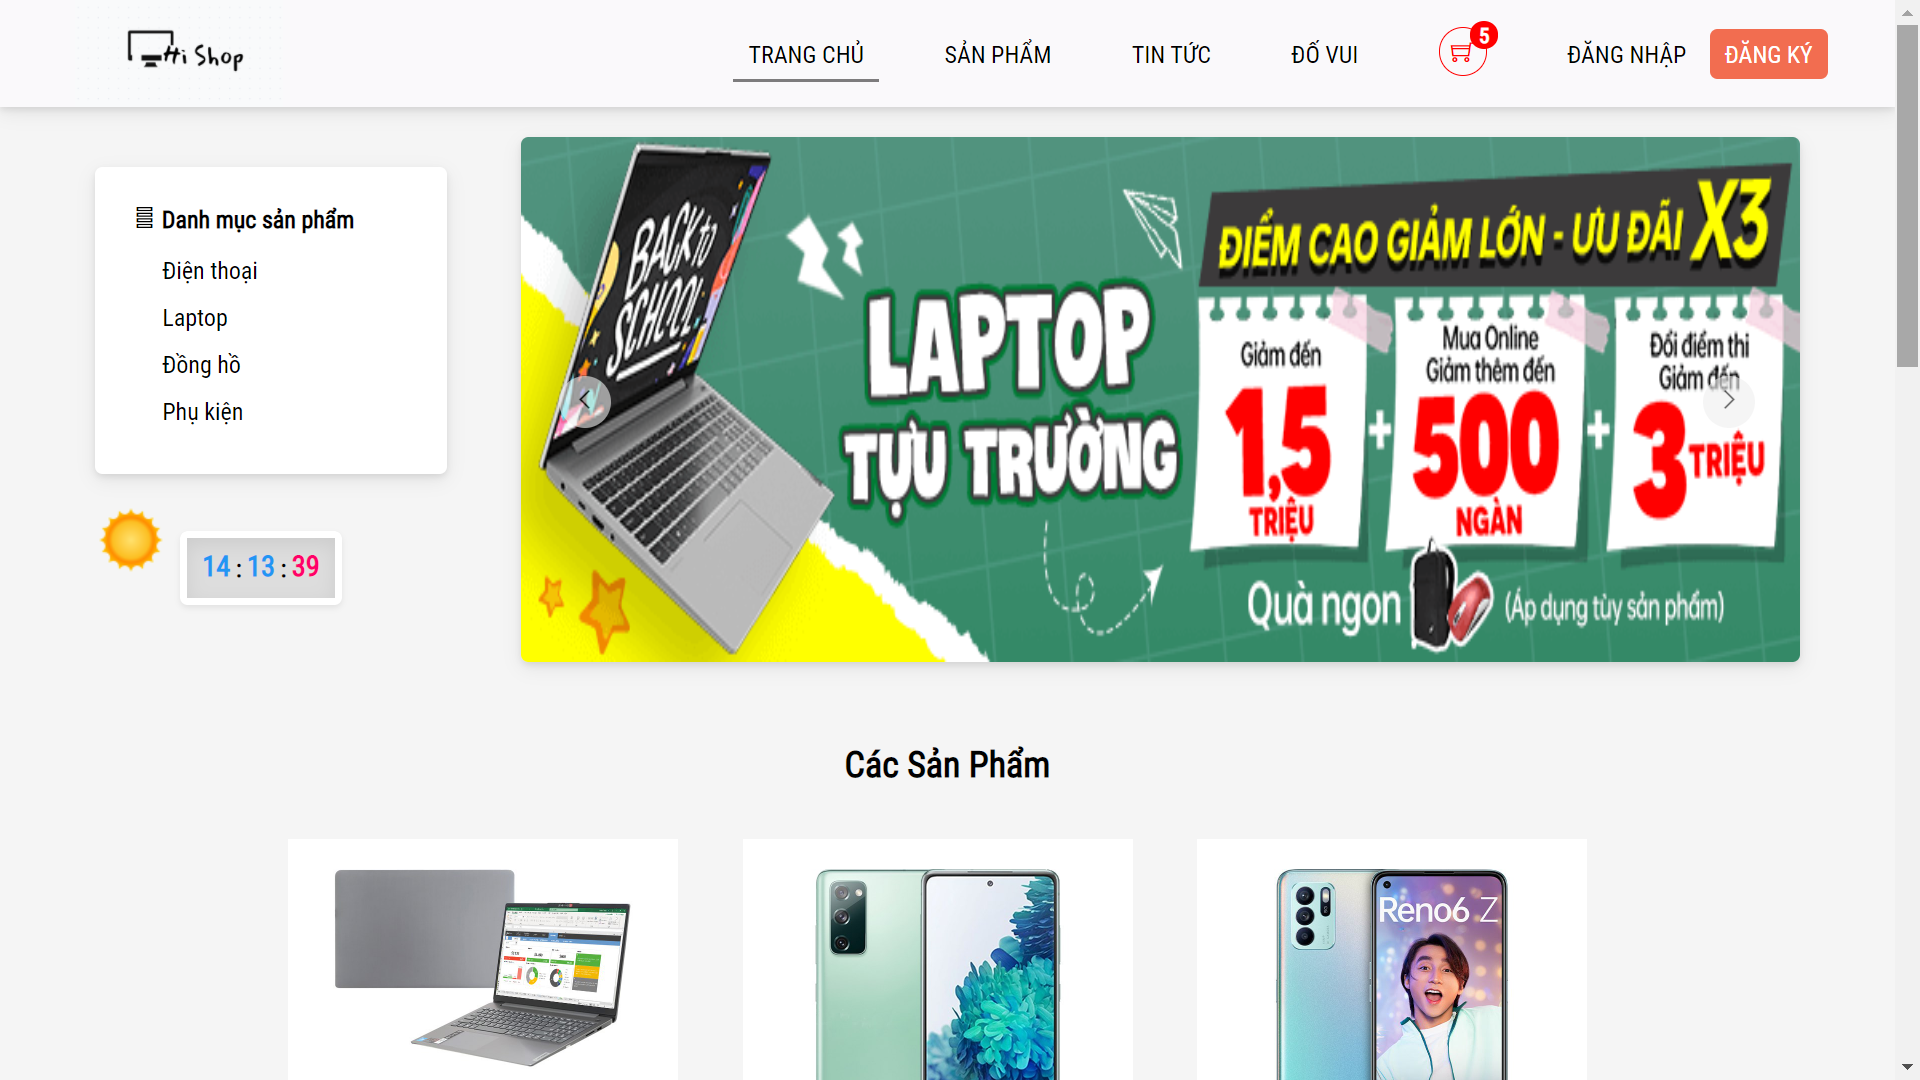 Hi Shop
TRANG CHỦ
SẢN PHẨM
TIN TỨC
ĐỐ VUI
5
ĐĂNG NHẬP
ĐĂNG KÝ
Danh mục sản phẩm
Điện thoại
Laptop
Đồng hồ
Phụ kiện
14 : 13 : 39
BACK TO
SCHOOL
LAPTOP
TỰU TRƯỜNG
ĐIỂM CAO GIẢM LỚN - ƯU ĐÃI X3
Giảm đến
1,5
TRIỆU
+
Mua Online
Giảm thêm đến
500
NGÀN
+
Đổi điểm thi
Giảm đến
3 TRIỆU
Quà ngon
(Áp dụng tùy sản phẩm)
Các Sản Phẩm
Reno6 Z